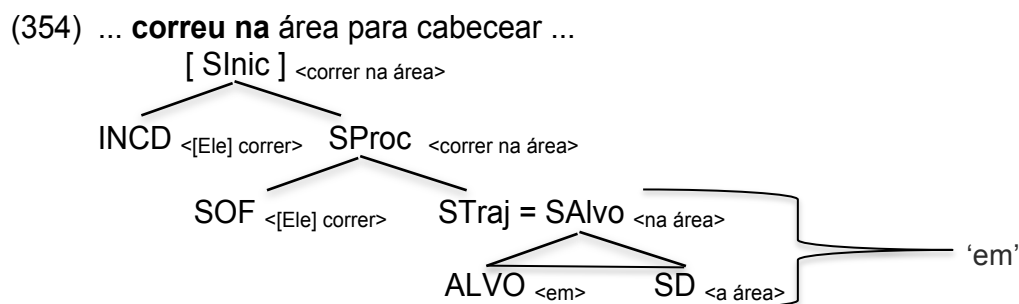 (354) ... correu na área para cabecear ...
[ SInic ] <correr na área>
INCD <[Ele] correr> SProc <correr na área>
SOF <[Ele] correr> STraj = SAlvo <na área>
'em'
ALVO <em> SD <a área>